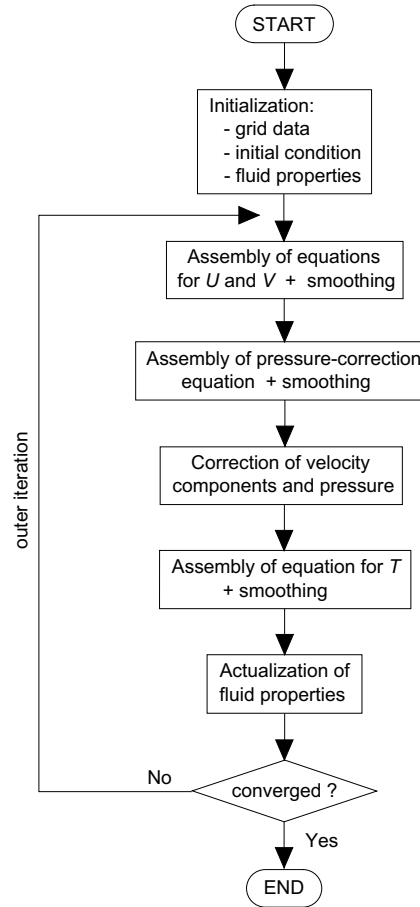 START
Initialization:
- grid data
- initial condition
- fluid properties
Assembly of equations
for U and V + smoothing
Assembly of pressure-correction
equation + smoothing
Correction of velocity
components and pressure
outer iteration
Assembly of equation for T
+ smoothing
Actualization of
fluid properties
No
converged ?
Yes
END